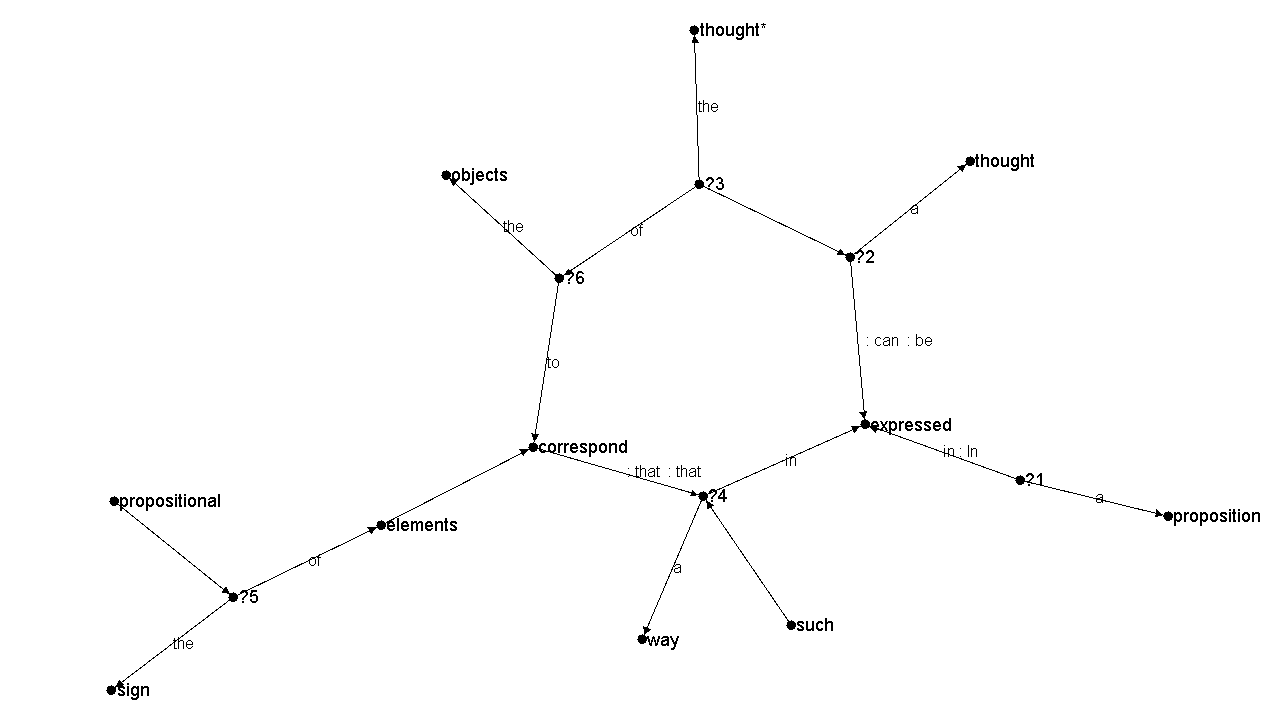 thought*
the
thought
objects
?3
a
the
of
?2
?6
: can : be
to
expressed
correspond
in : In
: that : that
in
?1
?4
a
propositional
proposition
elements
of
a
?5
such
the
way
sign